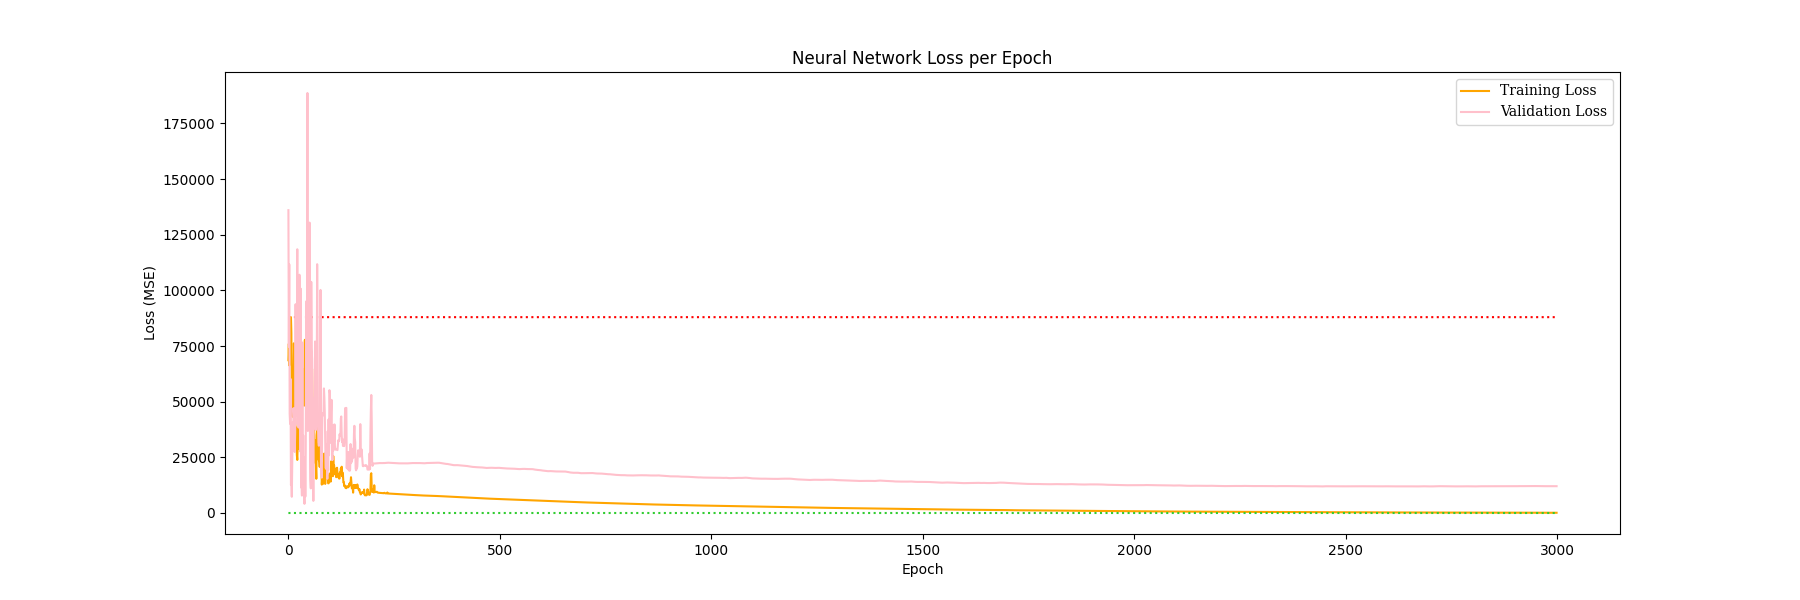 Neural Network Loss per Epoch
Training Loss
Validation Loss
175000
150000
125000
100000
75000
50000
25000
0
Loss (MSE)
0 500 1000 1500 2000 2500 3000
Epoch